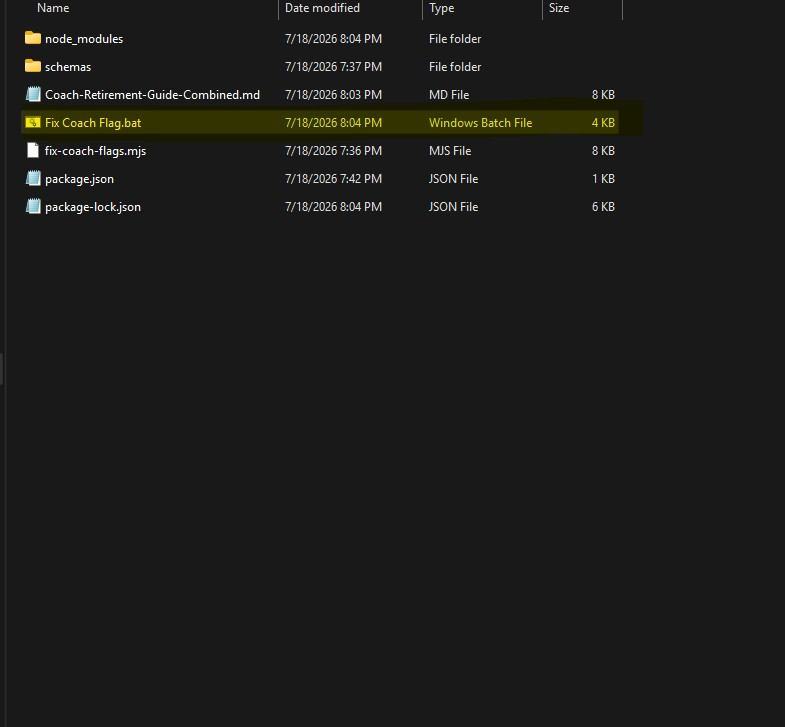 Name Date modified Type Size
node_modules 7/18/2026 8:04 PM File folder
schemas 7/18/2026 7:37 PM File folder
Coach-Retirement-Guide-Combined.md 7/18/2026 8:03 PM MD File 8 KB
Fix Coach Flag.bat 7/18/2026 8:04 PM Windows Batch File 4 KB
fix-coach-flags.mjs 7/18/2026 7:36 PM MJS File 8 KB
package.json 7/18/2026 7:42 PM JSON File 1 KB
package-lock.json 7/18/2026 8:04 PM JSON File 6 KB